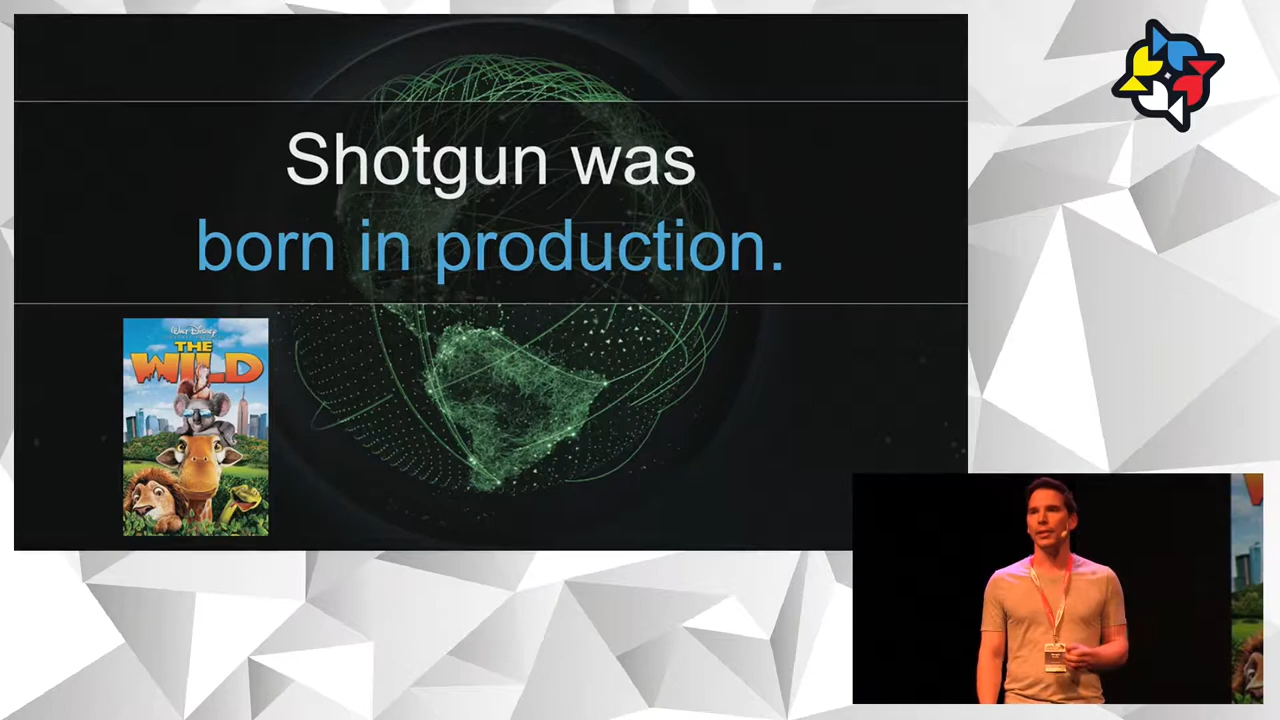 Shotgun was
born in production.
Walt Disney
THE
WILD